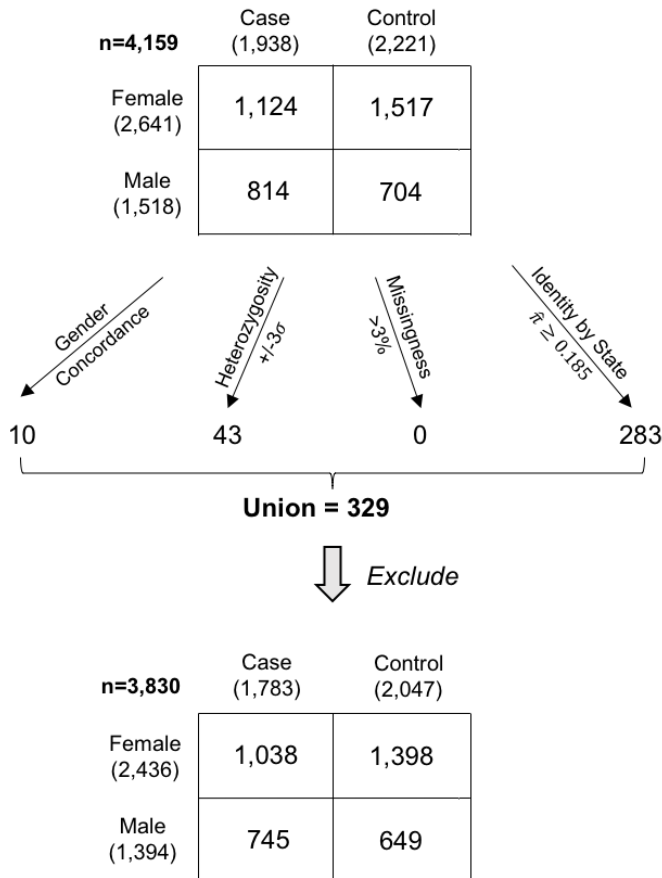 Case Control
n=4,159 (1,938) (2,221)
Female 1,124 1,517
(2,641)
Male 814 704
(1,518)
Gender
Concordance
Heterozygosity
+/-3σ
Missingness
>3%
Identity by State
π̂ ≥ 0.185
10 43 0 283
Union = 329
Exclude
Case Control
n=3,830 (1,783) (2,047)
Female 1,038 1,398
(2,436)
Male 745 649
(1,394)